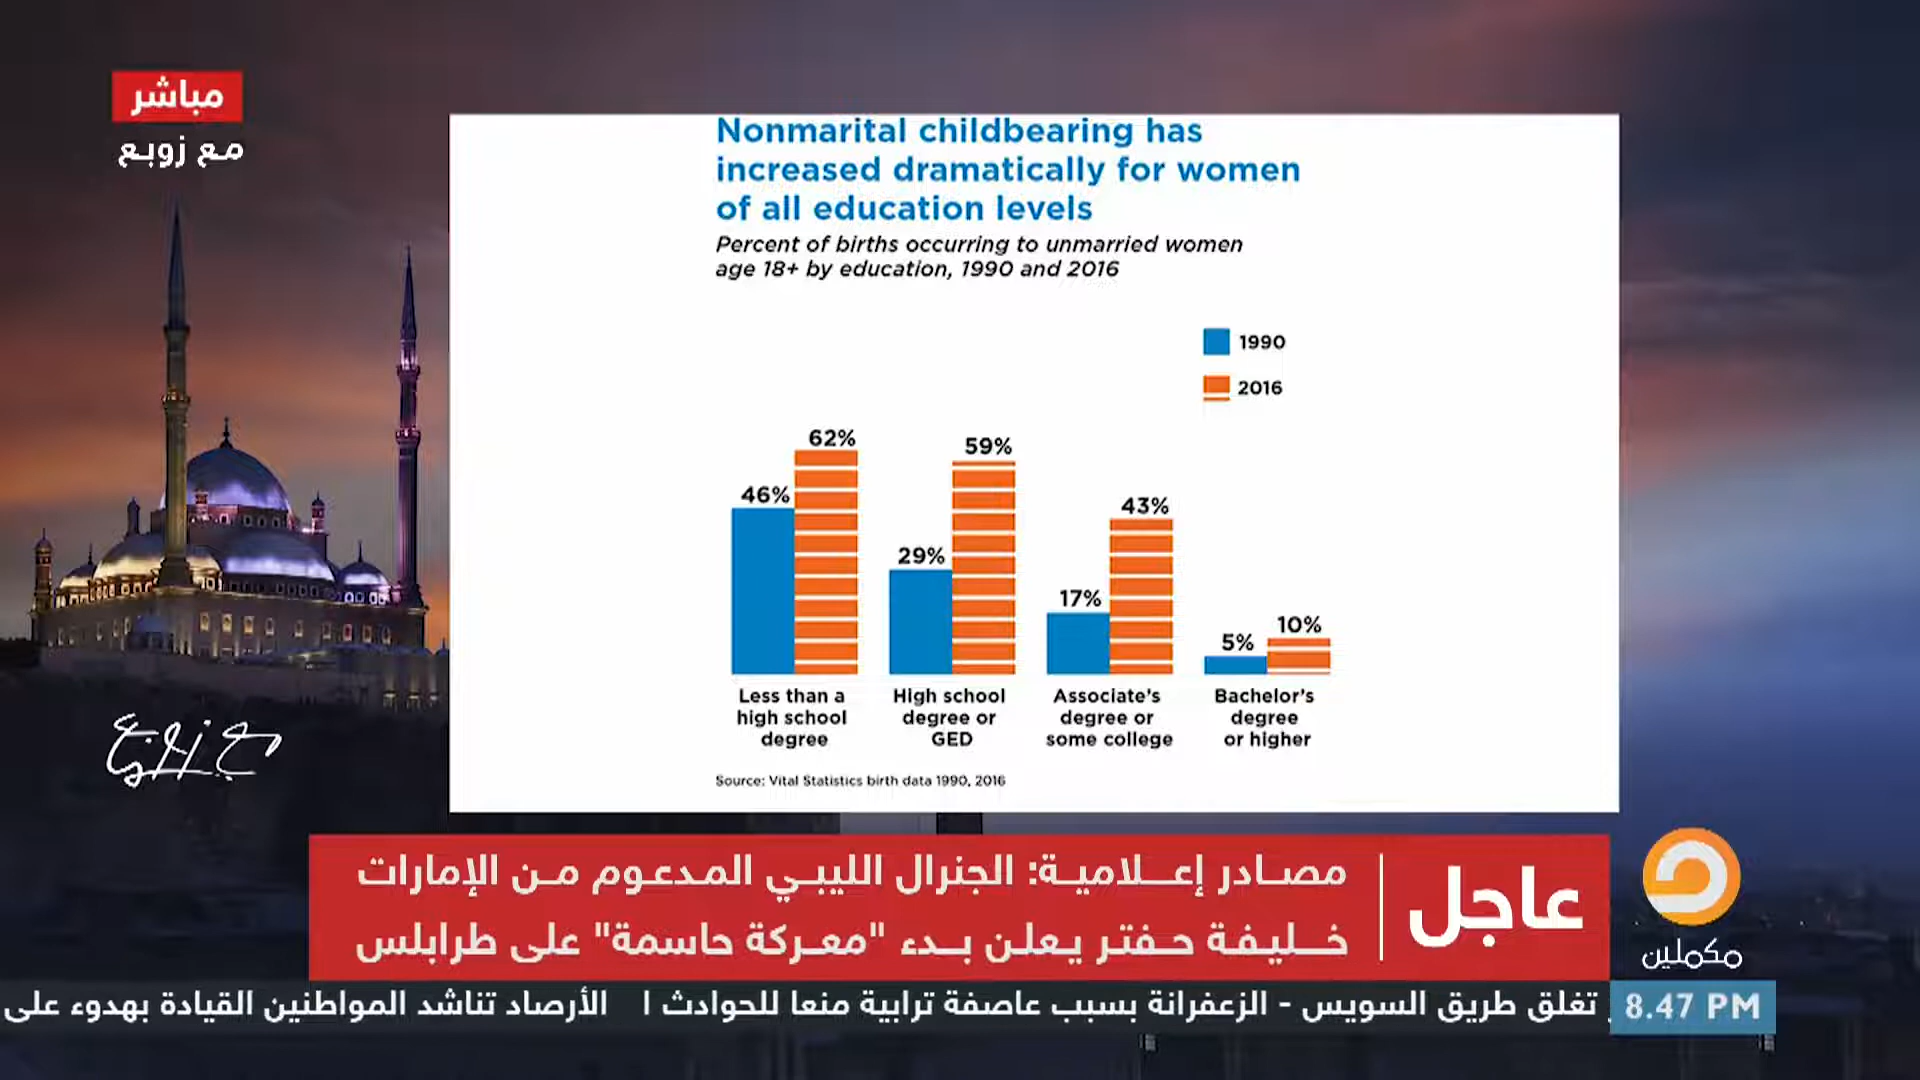 مباشر
مع زوبع
Nonmarital childbearing has
increased dramatically for women
of all education levels
Percent of births occurring to unmarried women
age 18+ by education, 1990 and 2016
1990
2016
46%
62%
29%
59%
17%
43%
5%
10%
Less than a
high school
degree
High school
degree or
GED
Associate's
degree or
some college
Bachelor's
degree
or higher
Source: Vital Statistics birth data 1990, 2016
مع زوبع
عاجل
مصادر إعلامية: الجنرال الليبي المدعوم من الإمارات
خليفة حفتر يعلن بدء "معركة حاسمة" على طرابلس
مكملين
تغلق طريق السويس - الزعفرانة بسبب عاصفة ترابية منعا للحوادث ا الأرصاد تناشد المواطنين القيادة بهدوء على
8.47 PM